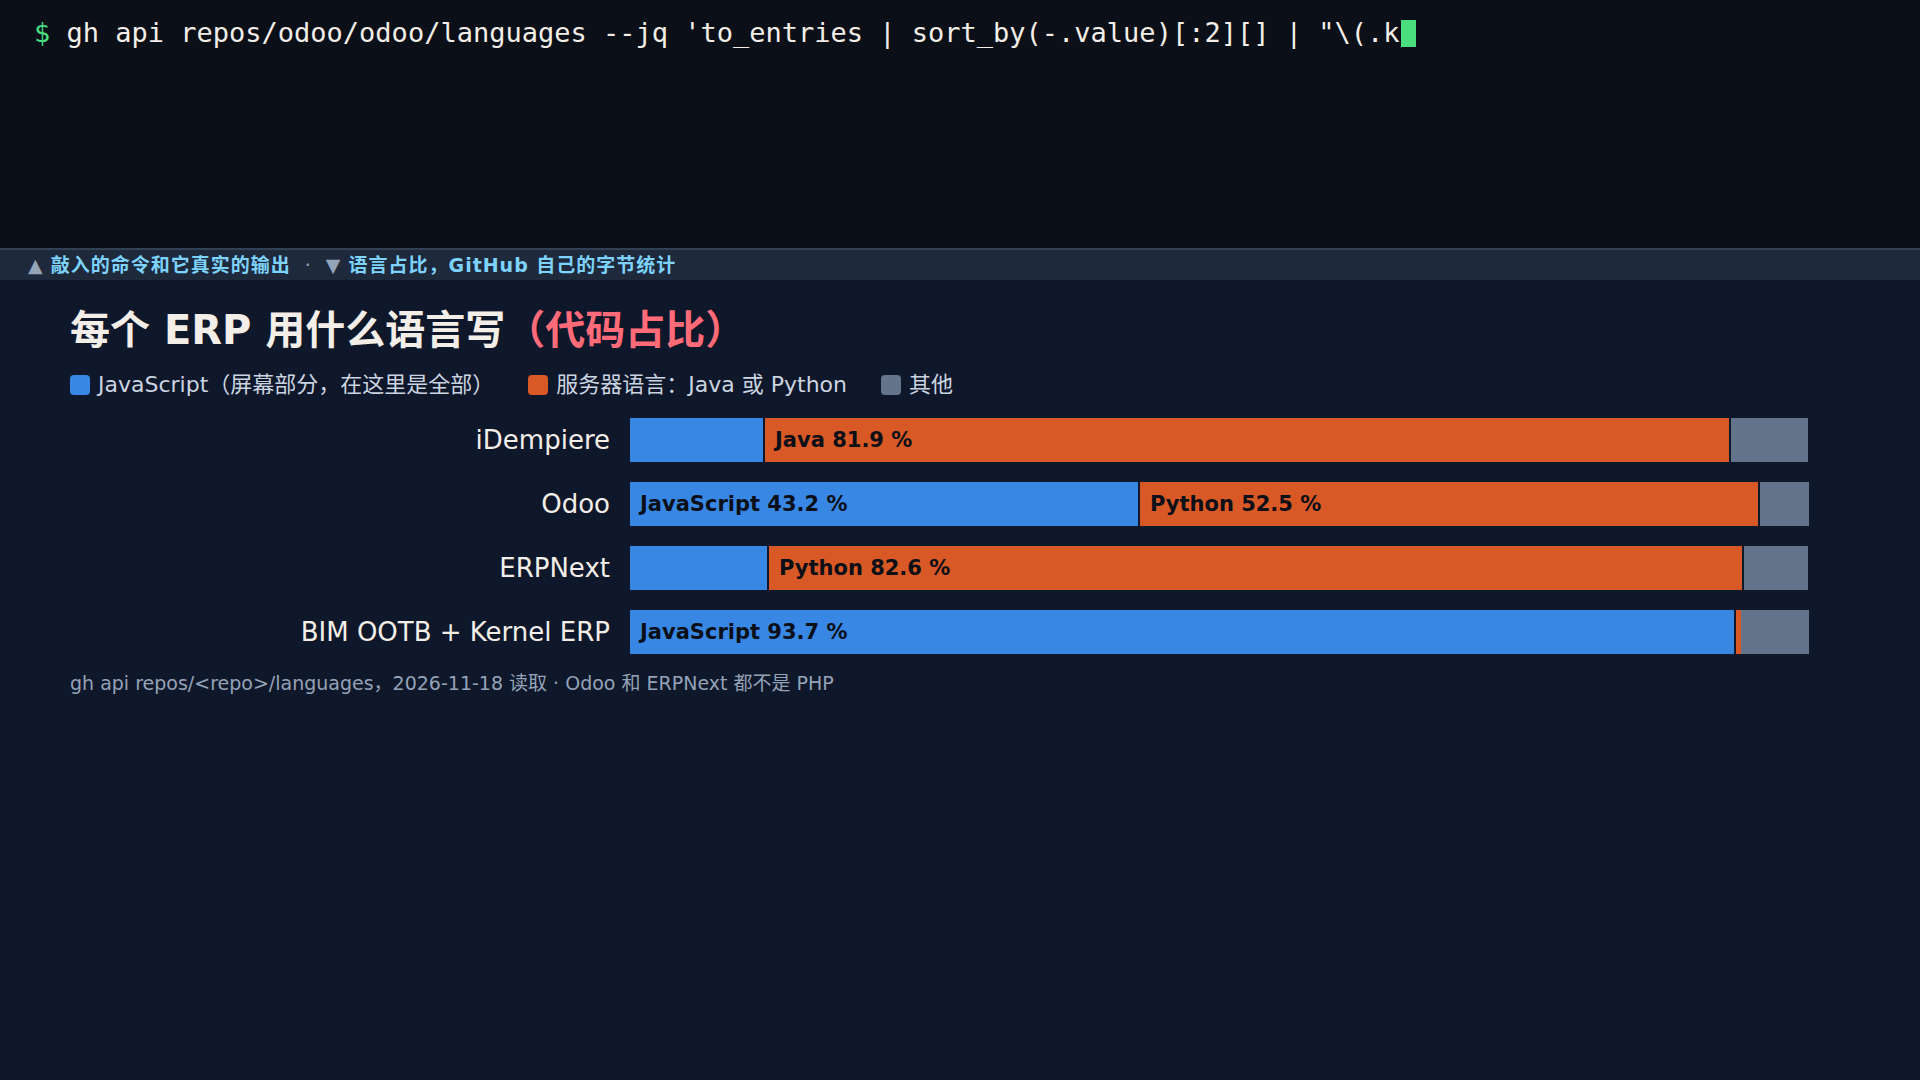 $ gh api repos/odoo/odoo/languages --jq 'to_entries | sort_by(-.value)[:2][] | "\(.k
▲ 敲入的命令和它真实的输出 · ▼ 语言占比，GitHub 自己的字节统计
每个 ERP 用什么语言写（代码占比）
JavaScript（屏幕部分，在这里是全部） 服务器语言：Java 或 Python 其他
iDempiere Java 81.9 %
Odoo JavaScript 43.2 % Python 52.5 %
ERPNext Python 82.6 %
BIM OOTB + Kernel ERP JavaScript 93.7 %
gh api repos/<repo>/languages，2026-11-18 读取 · Odoo 和 ERPNext 都不是 PHP